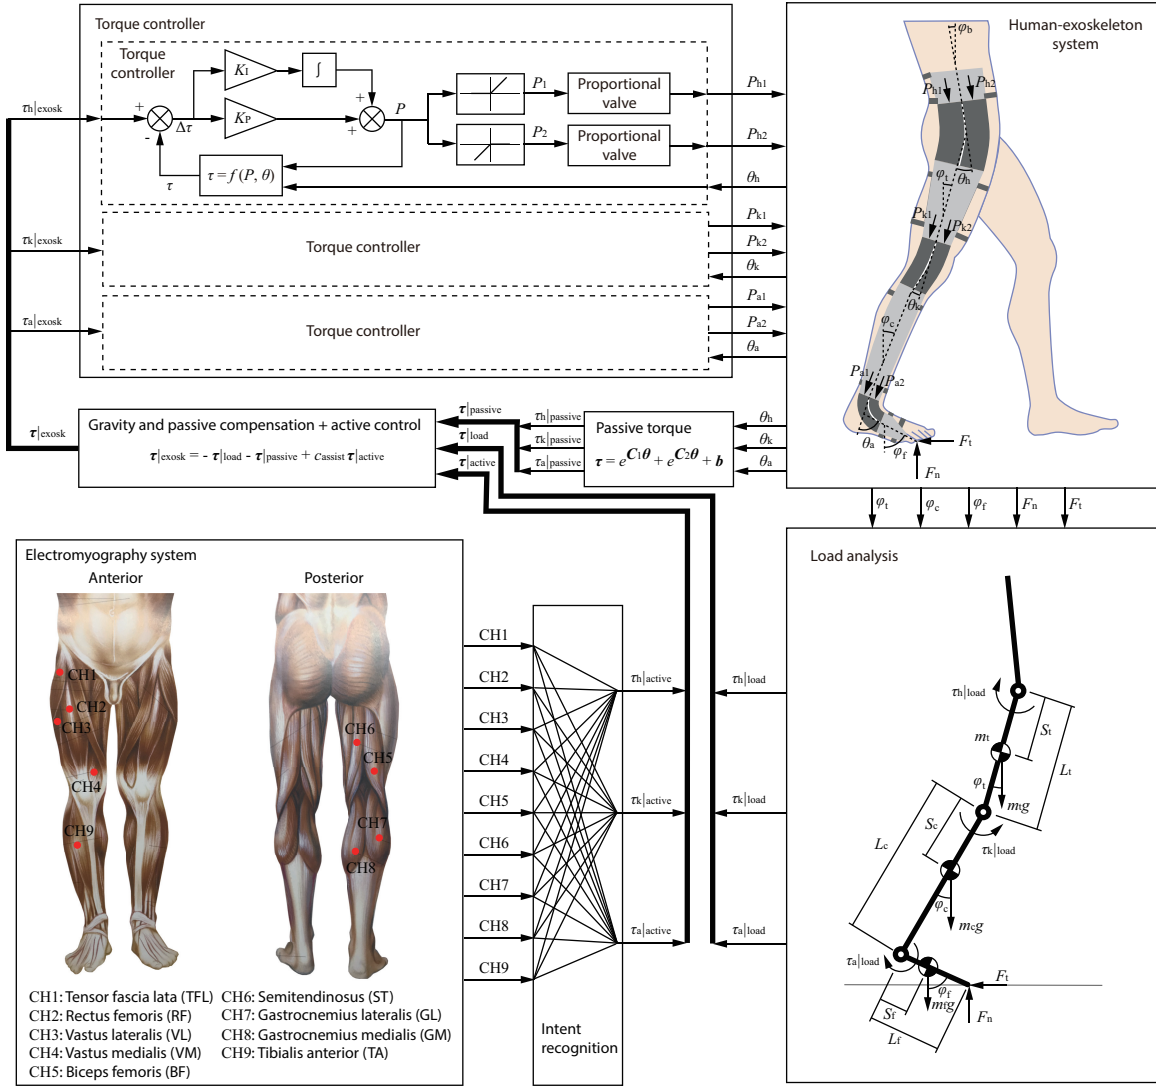 Torque controller
Torque
controller
K_I
∫
K_P
+
-
Δτ
+
+
P
P_1
P_2
Proportional
valve
Proportional
valve
τ = f (P, θ)
τ
τ_h|exosk
τ_k|exosk
τ_a|exosk
Torque controller
Torque controller
P_h1
P_h2
θ_h
P_k1
P_k2
θ_k
P_a1
P_a2
θ_a
Human-exoskeleton
system
φ_b
P_h1
P_h2
φ_t
θ_h
P_k1
P_k2
θ_k
φ_c
P_a1
P_a2
θ_a
φ_f
F_t
F_n
τ|exosk
Gravity and passive compensation + active control
τ|exosk = - τ|load - τ|passive + c_assist τ|active
τ|passive
τ|load
τ|active
τ_h|passive
τ_k|passive
τ_a|passive
Passive torque
τ = e^C_1θ + e^C_2θ + b
θ_h
θ_k
θ_a
φ_t
φ_c
φ_f
F_n
F_t
Electromyography system
Anterior
Posterior
CH1
CH2
CH3
CH4
CH9
CH6
CH5
CH7
CH8
CH1: Tensor fascia lata (TFL)
CH2: Rectus femoris (RF)
CH3: Vastus lateralis (VL)
CH4: Vastus medialis (VM)
CH5: Biceps femoris (BF)
CH6: Semitendinosus (ST)
CH7: Gastrocnemius lateralis (GL)
CH8: Gastrocnemius medialis (GM)
CH9: Tibialis anterior (TA)
CH1
CH2
CH3
CH4
CH5
CH6
CH7
CH8
CH9
Intent
recognition
τ_h|active
τ_k|active
τ_a|active
τ_h|load
τ_k|load
τ_a|load
Load analysis
τ_h|load
S_t
m_t
L_t
φ_t
m_tg
S_c
L_c
τ_k|load
φ_c
m_cg
τ_a|load
F_t
φ_f
m_fg
S_f
F_n
L_f